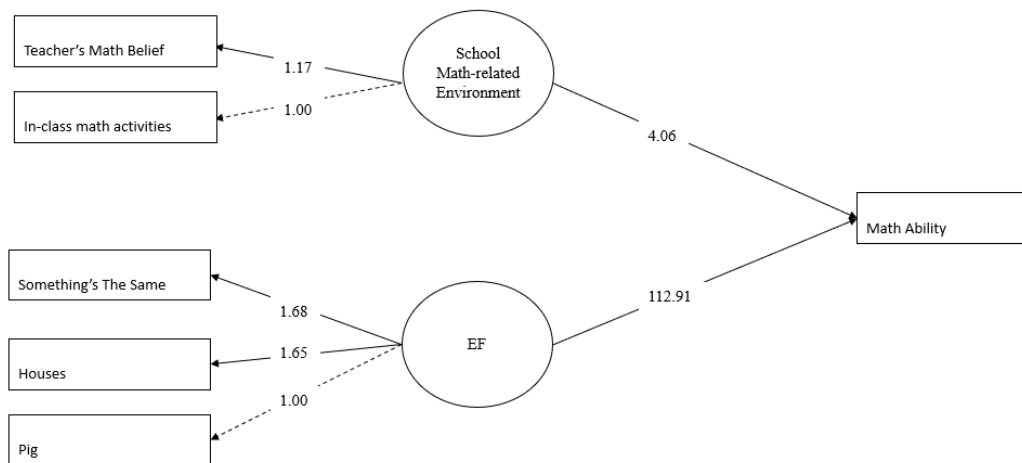 Teacher's Math Belief
1.17
School
Math-related
Environment
In-class math activities
1.00
4.06
Math Ability
Something's The Same
1.68
112.91
Houses
1.65
EF
1.00
Pig